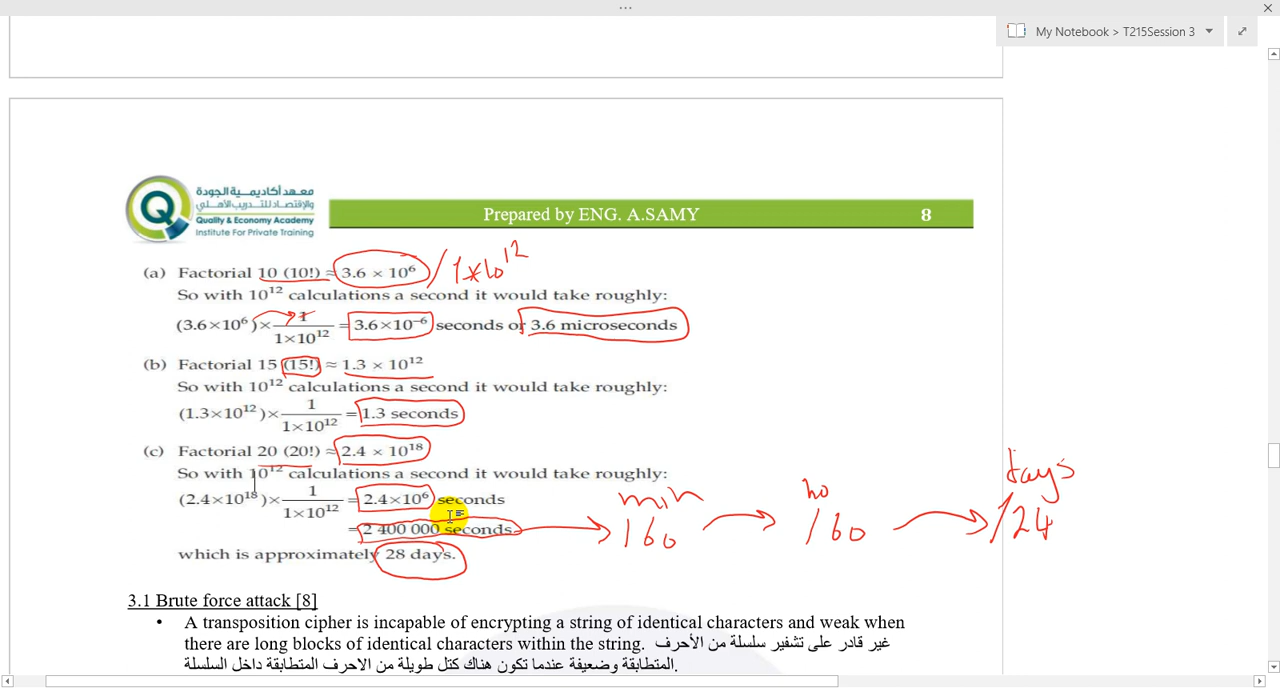 My Notebook > T215Session 3
معهد أكاديمية الجودة
والإقتصاد للتدريب الأهلي
Quality & Economy Academy
Institute For Private Training
Prepared by ENG. A.SAMY 8
(a) Factorial 10 (10!) ≈ 3.6 × 10⁶ / 1*10¹²
So with 10¹² calculations a second it would take roughly:
(3.6×10⁶) × 1/1×10¹² = 3.6×10⁻⁶ seconds or 3.6 microseconds
(b) Factorial 15 (15!) ≈ 1.3 × 10¹²
So with 10¹² calculations a second it would take roughly:
(1.3×10¹²) × 1/1×10¹² = 1.3 seconds
(c) Factorial 20 (20!) ≈ 2.4 × 10¹⁸
So with 10¹² calculations a second it would take roughly:
(2.4×10¹⁸) × 1/1×10¹² = 2.4×10⁶ seconds
= 2 400 000 seconds
which is approximately 28 days.
min ho days
/60 /60 /24
3.1 Brute force attack [8]
• A transposition cipher is incapable of encrypting a string of identical characters and weak when
there are long blocks of identical characters within the string. غير قادر على تشفير سلسلة من الأحرف
المتطابقة وضعيفة عندما تكون هناك كتل طويلة من الاحرف المتطابقة داخل السلسلة.